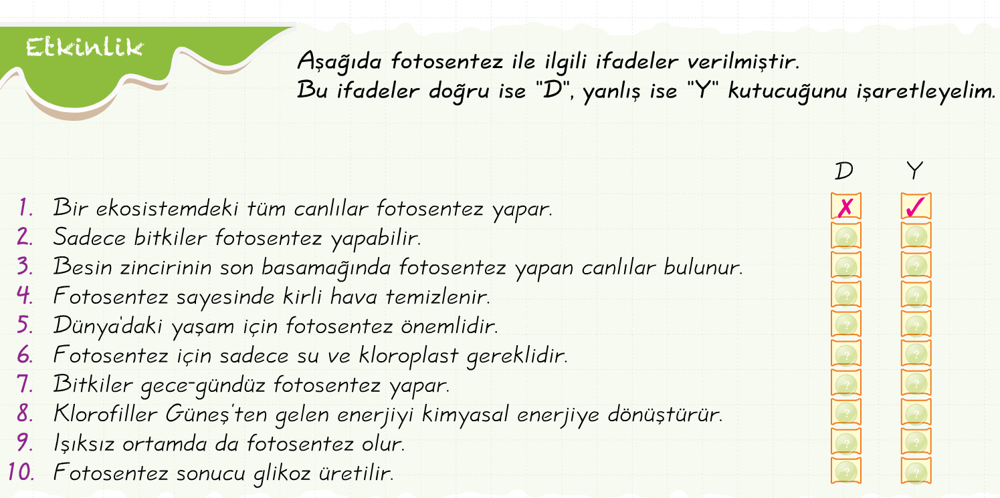 Etkinlik
Aşağıda fotosentez ile ilgili ifadeler verilmiştir.
Bu ifadeler doğru ise "D", yanlış ise "Y" kutucuğunu işaretleyelim.
D Y
1. Bir ekosistemdeki tüm canlılar fotosentez yapar. ✗ ✓
2. Sadece bitkiler fotosentez yapabilir. ? ?
3. Besin zincirinin son basamağında fotosentez yapan canlılar bulunur. ? ?
4. Fotosentez sayesinde kirli hava temizlenir. ? ?
5. Dünya'daki yaşam için fotosentez önemlidir. ? ?
6. Fotosentez için sadece su ve kloroplast gereklidir. ? ?
7. Bitkiler gece-gündüz fotosentez yapar. ? ?
8. Klorofiller Güneş'ten gelen enerjiyi kimyasal enerjiye dönüştürür. ? ?
9. Işıksız ortamda da fotosentez olur. ? ?
10. Fotosentez sonucu glikoz üretilir. ? ?